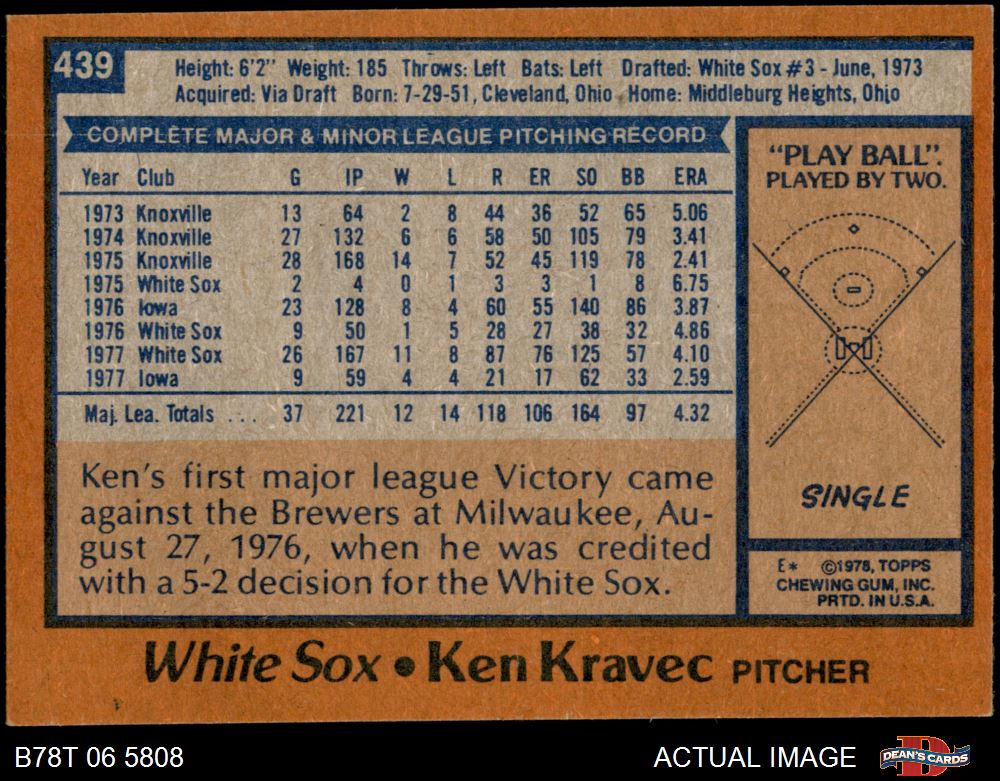 439
Height: 6'2" Weight: 185 Throws: Left Bats: Left Drafted: White Sox #3 - June, 1973
Acquired: Via Draft Born: 7-29-51, Cleveland, Ohio Home: Middleburg Heights, Ohio
COMPLETE MAJOR & MINOR LEAGUE PITCHING RECORD
Year Club G IP W L R ER SO BB ERA
1973 Knoxville 13 64 2 8 44 36 52 65 5.06
1974 Knoxville 27 132 6 6 58 50 105 79 3.41
1975 Knoxville 28 168 14 7 52 45 119 78 2.41
1975 White Sox 2 4 0 1 3 3 1 8 6.75
1976 Iowa 23 128 8 4 60 55 140 86 3.87
1976 White Sox 9 50 1 5 28 27 38 32 4.86
1977 White Sox 26 167 11 8 87 76 125 57 4.10
1977 Iowa 9 59 4 4 21 17 62 33 2.59
Maj. Lea. Totals . . . 37 221 12 14 118 106 164 97 4.32
Ken's first major league Victory came
against the Brewers at Milwaukee, Au-
gust 27, 1976, when he was credited
with a 5-2 decision for the White Sox.
"PLAY BALL".
PLAYED BY TWO.
SINGLE
E* ©1978, TOPPS
CHEWING GUM, INC.
PRTD. IN U.S.A.
White Sox • Ken Kravec PITCHER
B78T 06 5808
ACTUAL IMAGE
DEAN'S CARDS